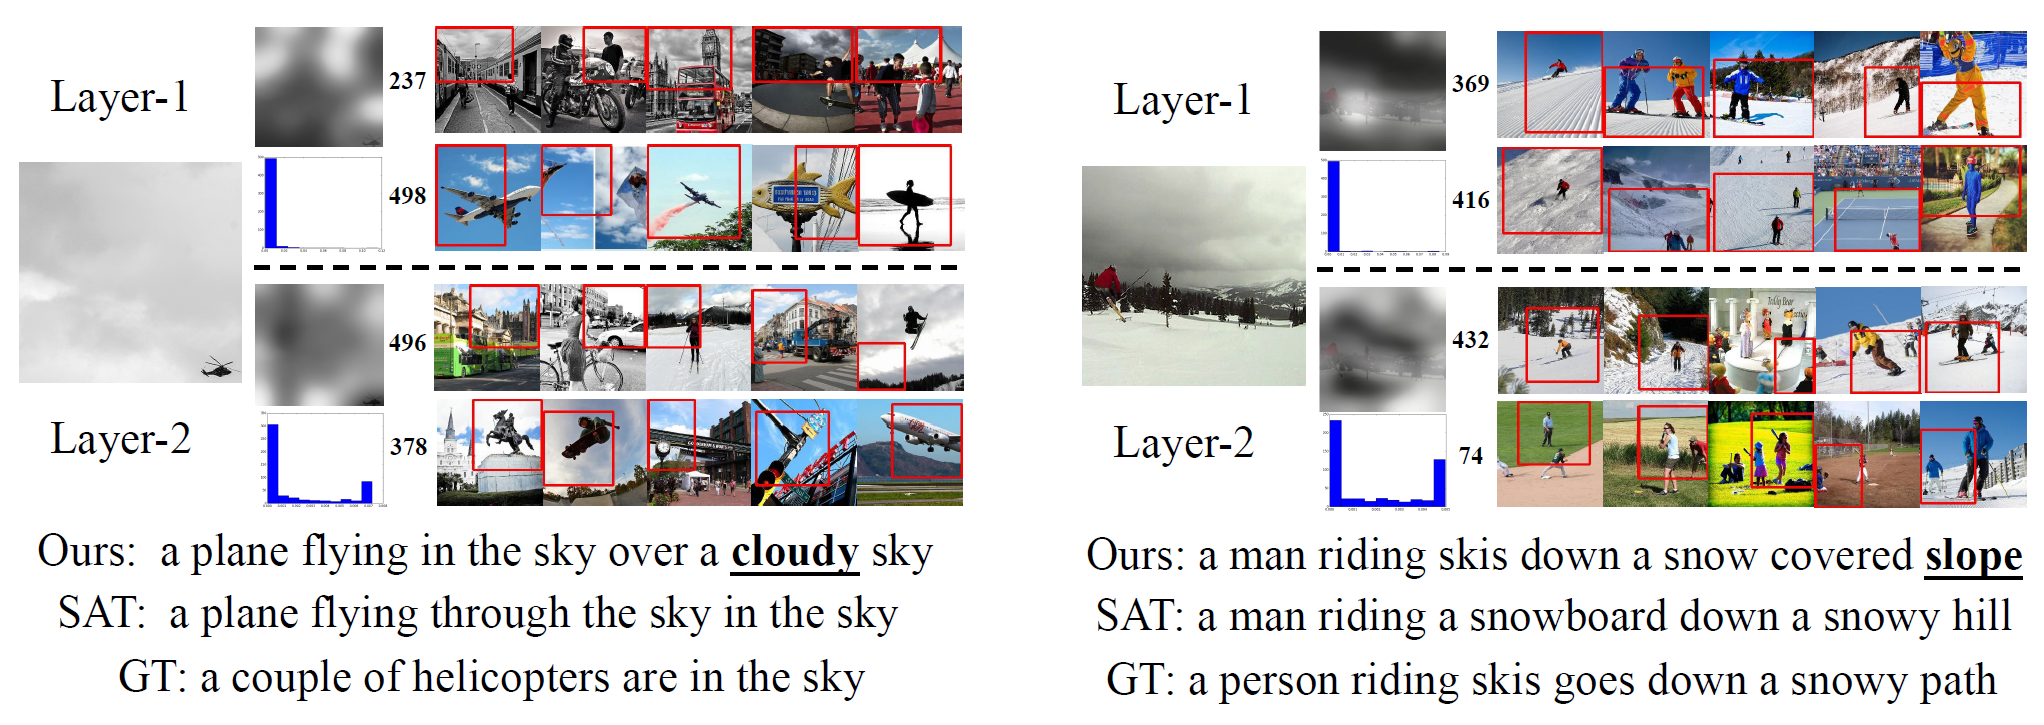 Layer-1
237
498
Layer-2
496
378
Ours: a plane flying in the sky over a cloudy sky
SAT: a plane flying through the sky in the sky
GT: a couple of helicopters are in the sky
Layer-1
369
416
Layer-2
432
74
Ours: a man riding skis down a snow covered slope
SAT: a man riding a snowboard down a snowy hill
GT: a person riding skis goes down a snowy path